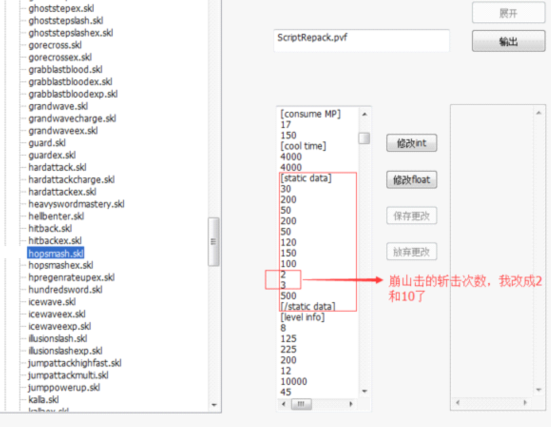 ghoststepex.skl
ghoststepslash.skl
ghoststepslashex.skl
gorecross.skl
gorecrossex.skl
grabblastblood.skl
grabblastbloodex.skl
grabblastbloodexp.skl
grandwave.skl
grandwavecharge.skl
grandwaveex.skl
guard.skl
guardex.skl
hardattack.skl
hardattackcharge.skl
hardattackex.skl
heavyswordmastery.skl
hellbenter.skl
hitback.skl
hitbackex.skl
hopsmash.skl
hopsmashex.skl
hpregenrateupex.skl
hundredsword.skl
icewave.skl
icewaveex.skl
icewaveexp.skl
illusionslash.skl
illusionslashexp.skl
jumpattackhighfast.skl
jumpattackmulti.skl
jumppowerup.skl
kalla.skl
展开
ScriptRepack.pvf
输出
[consume MP]
17
150
[cool time]
4000
4000
[static data]
30
200
50
200
50
120
150
100
2
3
500
[/static data]
[level info]
8
125
225
200
12
10000
45
修改int
修改float
保存更改
放弃更改
崩山击的斩击次数，我改成2
和10了